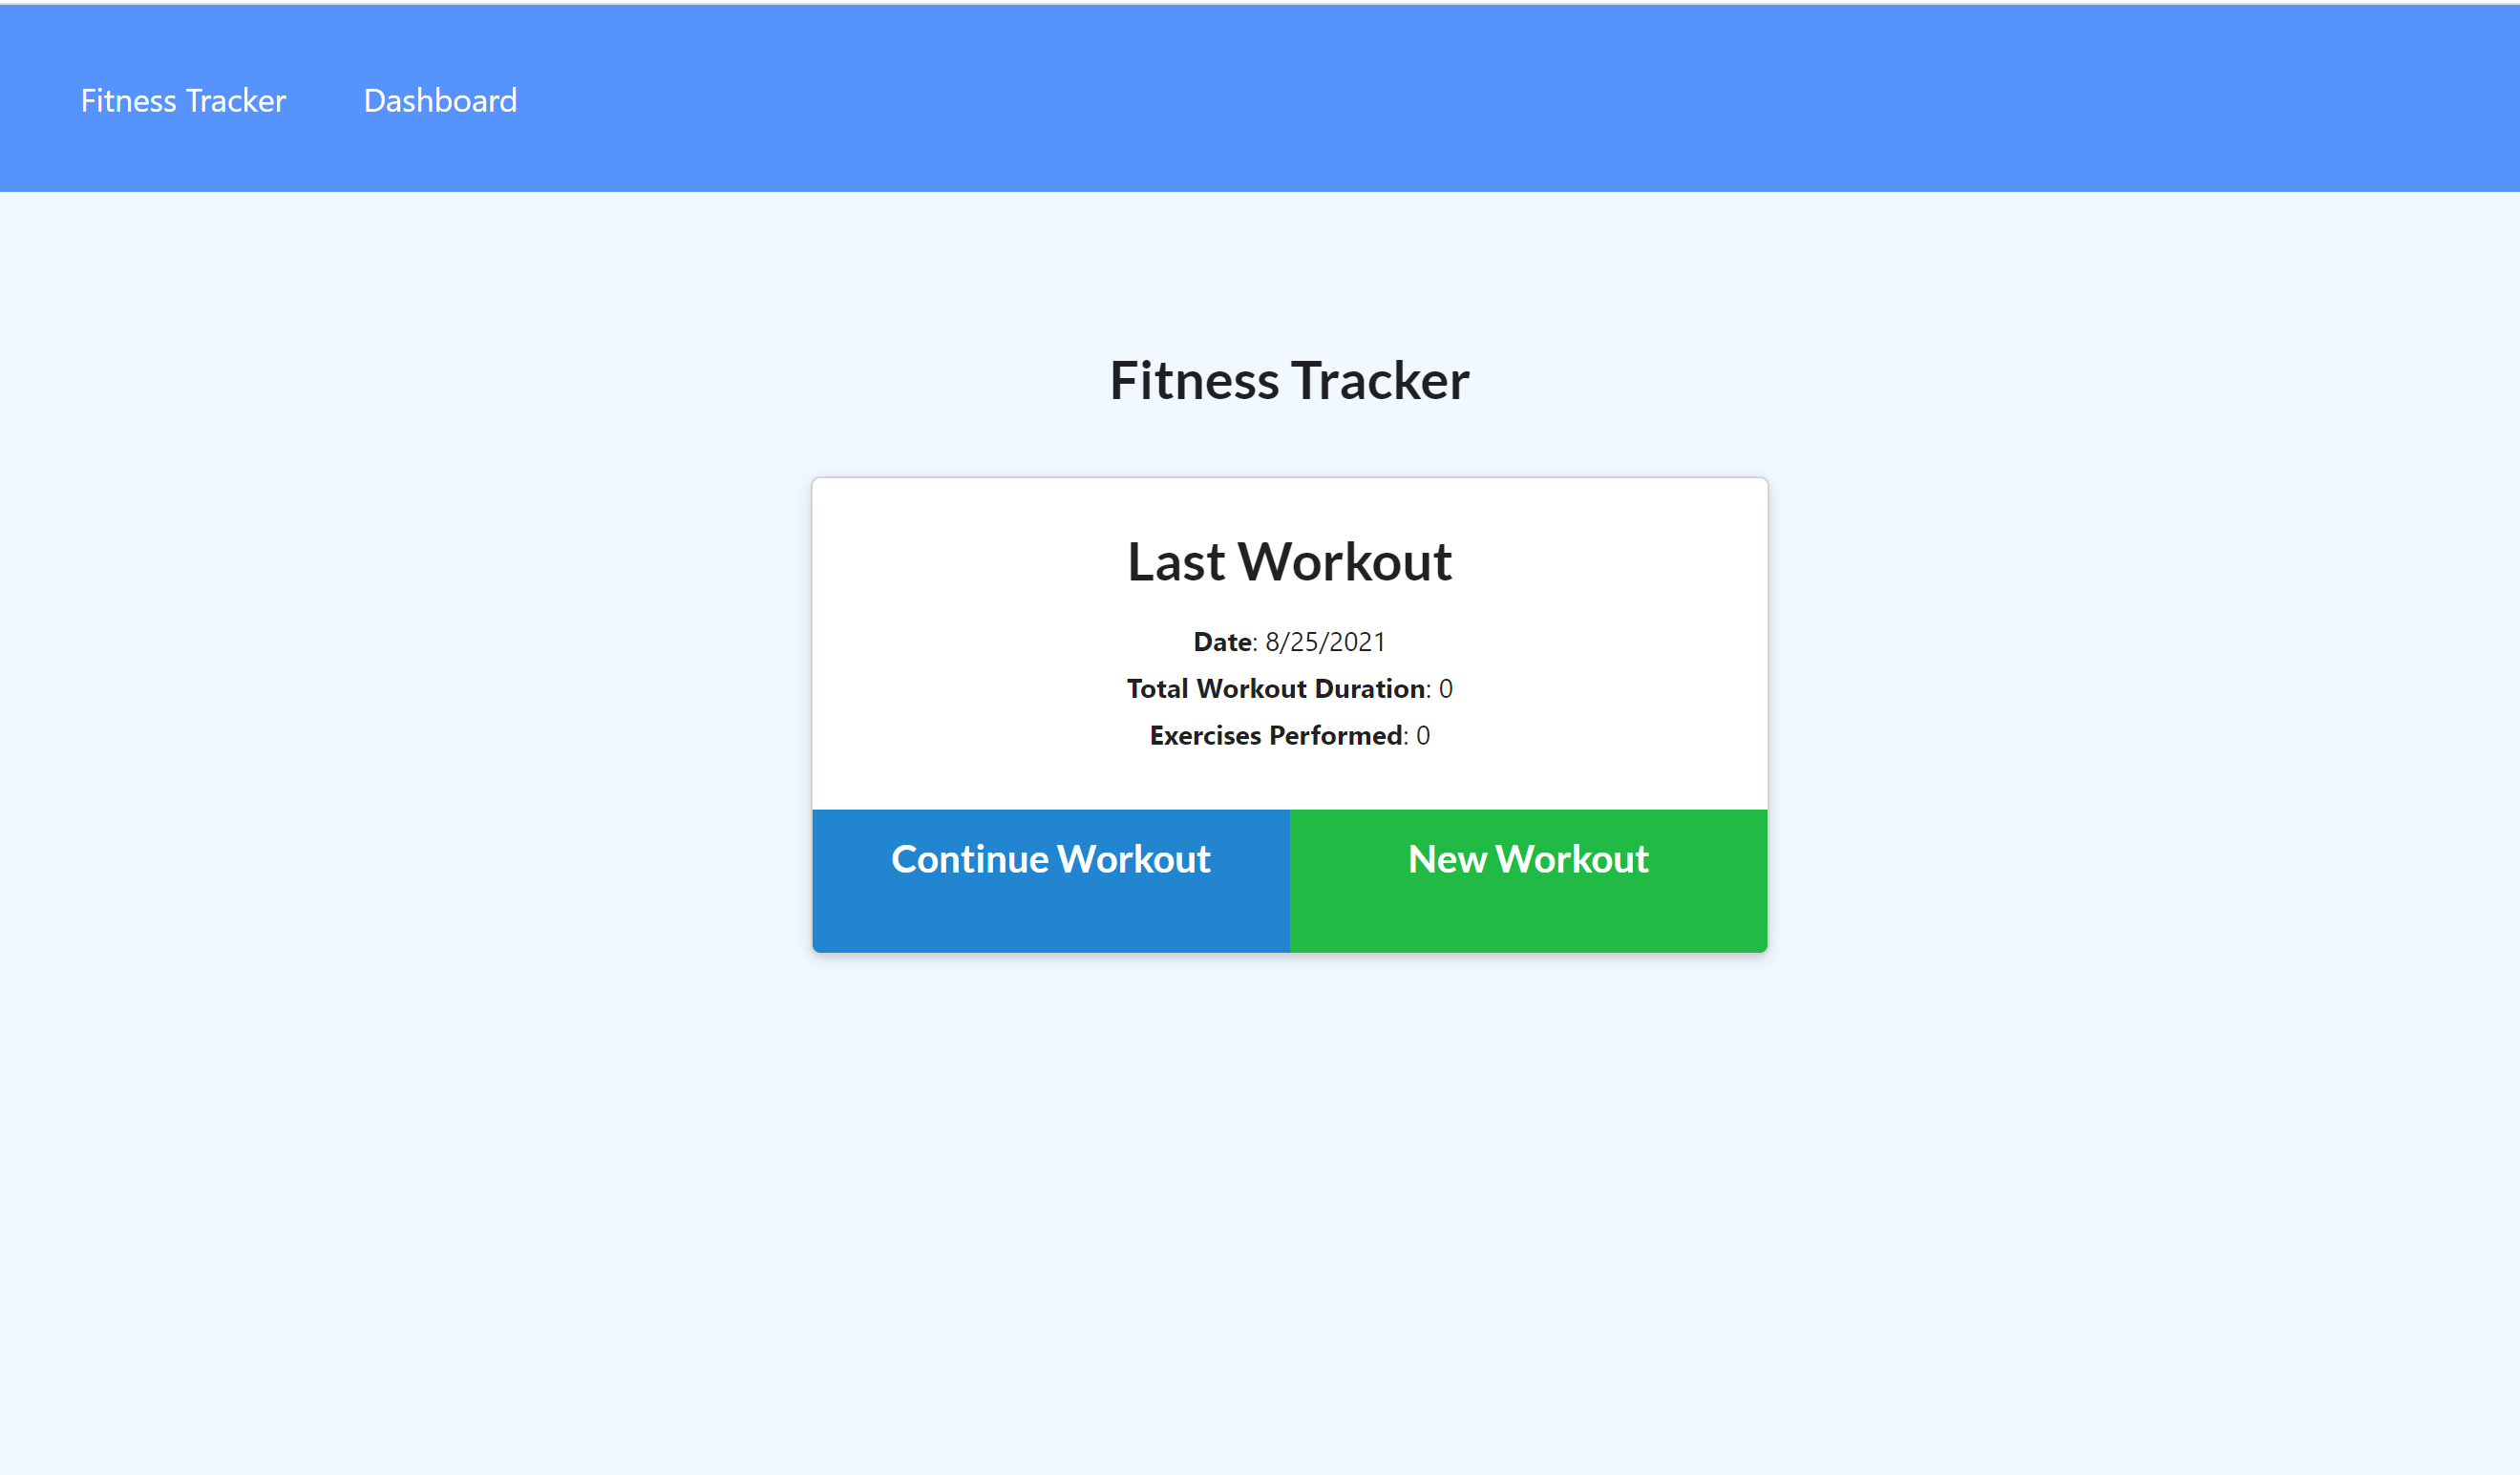 Fitness Tracker Dashboard
Fitness Tracker
Last Workout
Date: 8/25/2021
Total Workout Duration: 0
Exercises Performed: 0
Continue Workout New Workout